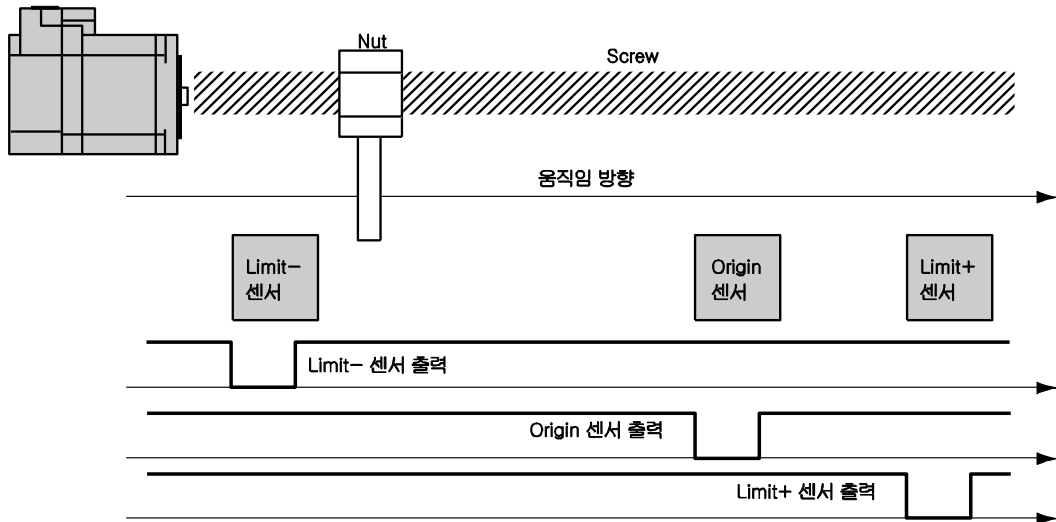 Nut
Screw
움직임 방향
Limit−
센서
Origin
센서
Limit+
센서
Limit− 센서 출력
Origin 센서 출력
Limit+ 센서 출력